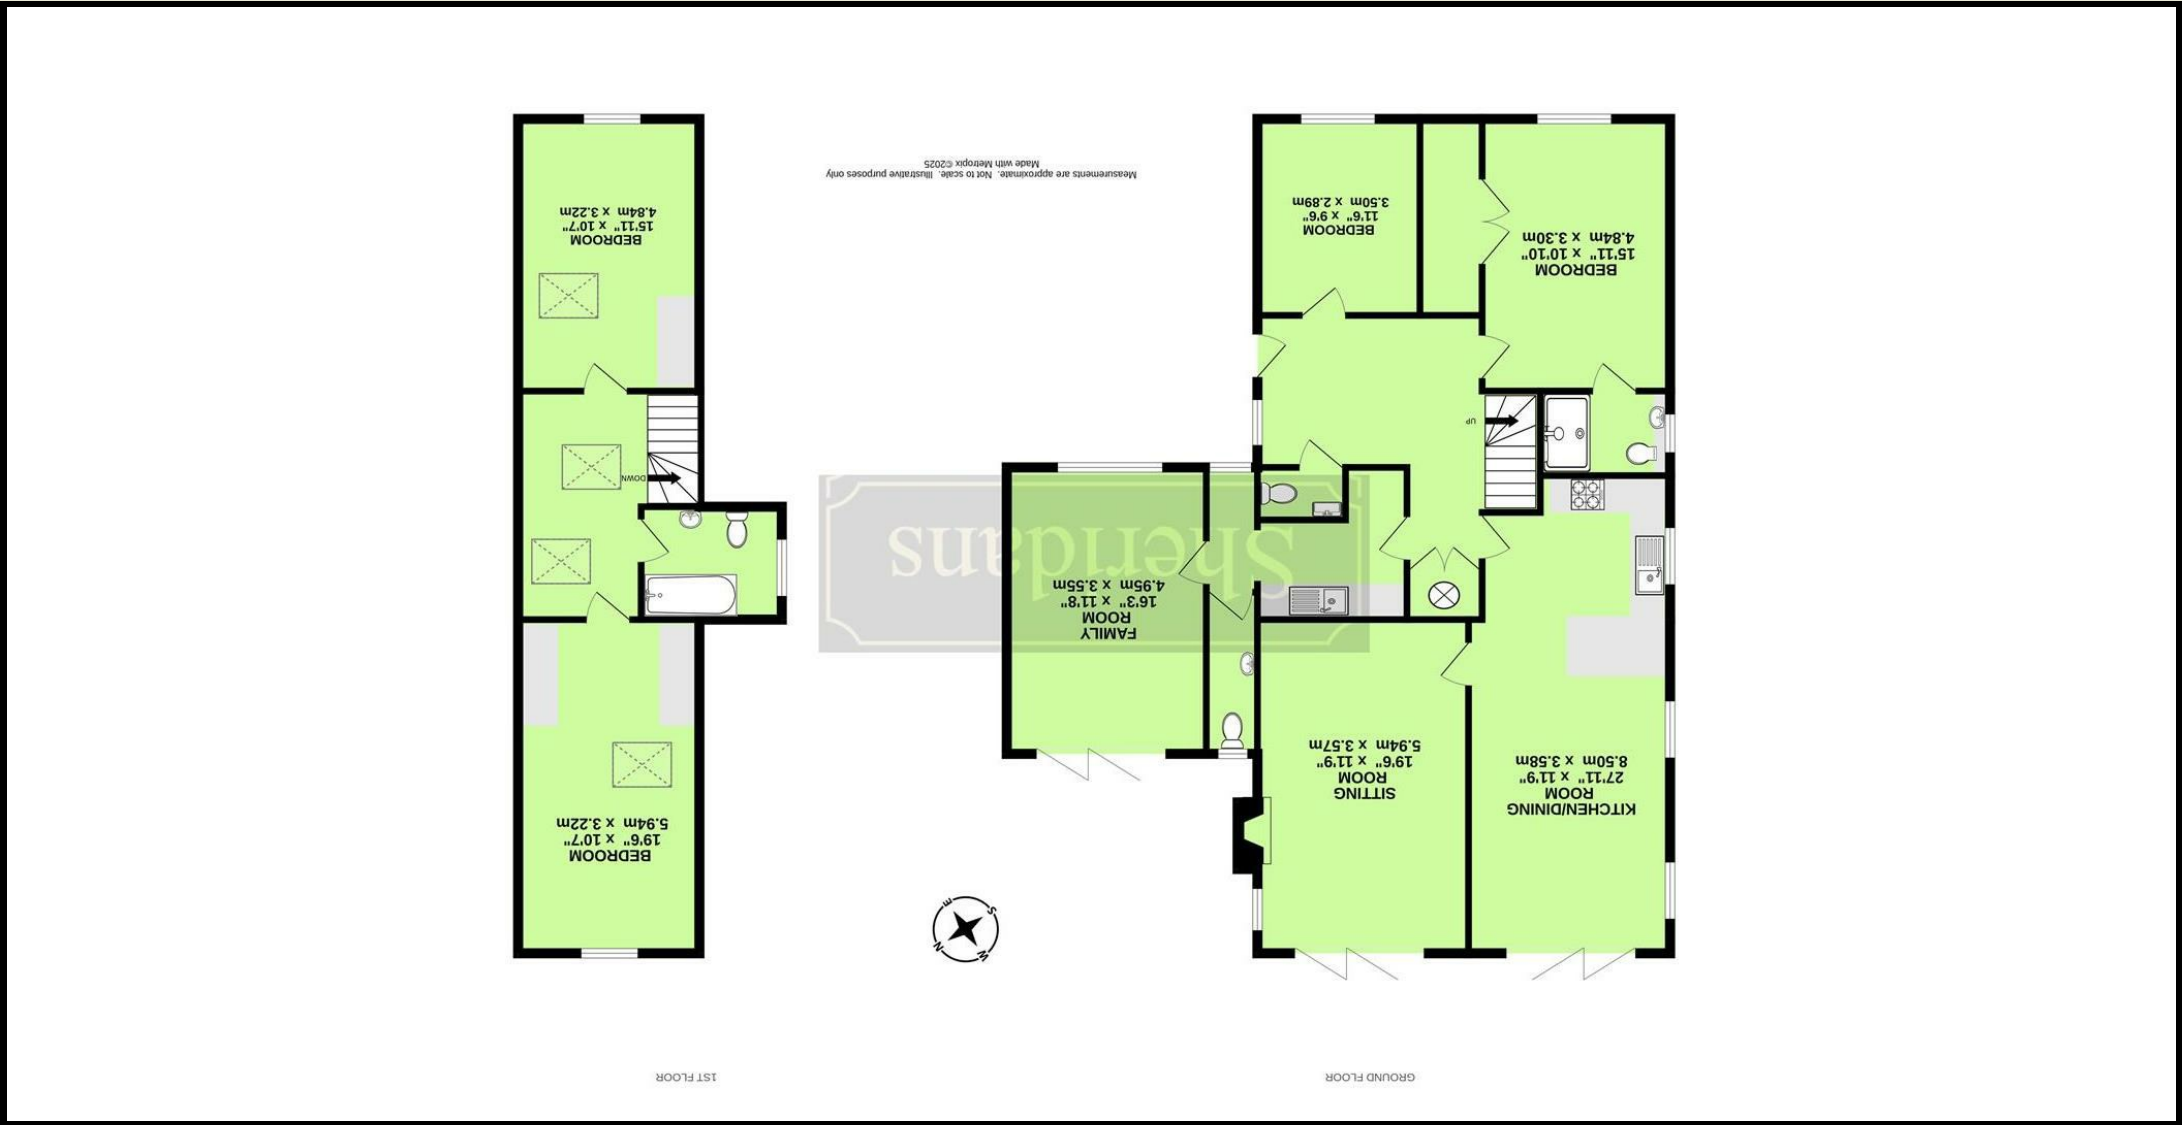 GROUND FLOOR
KITCHEN/DINING
ROOM
27'11" x 11'9"
8.50m x 3.58m
SITTING
ROOM
19'6" x 11'9"
5.94m x 3.57m
FAMILY
ROOM
16'3" x 11'8"
4.95m x 3.55m
UP
BEDROOM
15'11" x 10'10"
4.84m x 3.30m
BEDROOM
11'6" x 9'6"
3.50m x 2.89m
Sheridans
N
E
S
W
1ST FLOOR
BEDROOM
19'6" x 10'7"
5.94m x 3.22m
DOWN
BEDROOM
15'11" x 10'7"
4.84m x 3.22m
Measurements are approximate. Not to scale. Illustrative purposes only
Made with Metropix ©2025